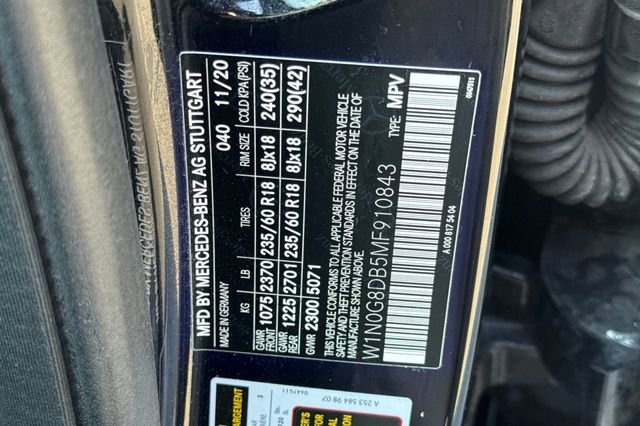 MFD BY MERCEDES-BENZ AG STUTTGART
MADE IN GERMANY 040 11/20
KG LB TIRES RIM SIZE COLD KPA (PSI)
GAWR FRONT 1075 2370 235/60 R18 8Jx18 240(35)
GAWR REAR 1225 2701 235/60 R18 8Jx18 290(42)
GVWR 2300/5071
THIS VEHICLE CONFORMS TO ALL APPLICABLE FEDERAL MOTOR VEHICLE
SAFETY AND THEFT PREVENTION STANDARDS IN EFFECT ON THE DATE OF
MANUFACTURE SHOWN ABOVE.
W1N0G8DB5MF910843 TYPE: MPV
A 000 817 54 04
A 253 584 98 07
0447511